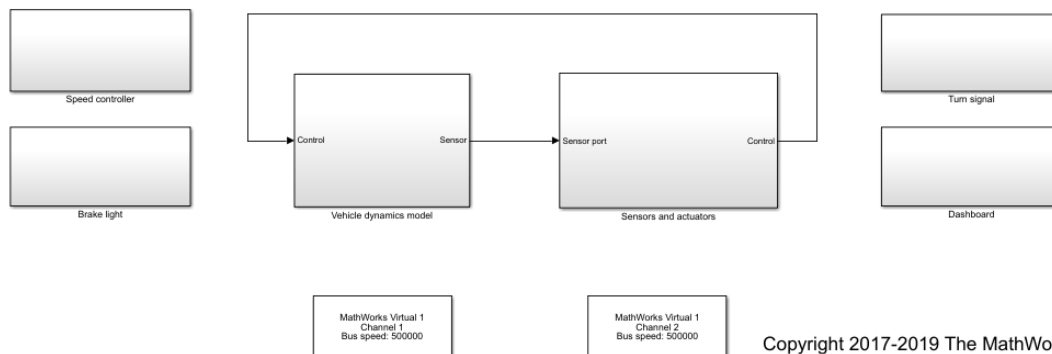 Speed controller
Control
Sensor
Sensor port
Control
Turn signal
Brake light
Vehicle dynamics model
Sensors and actuators
Dashboard
MathWorks Virtual 1
Channel 1
Bus speed: 500000
MathWorks Virtual 1
Channel 2
Bus speed: 500000
Copyright 2017-2019 The